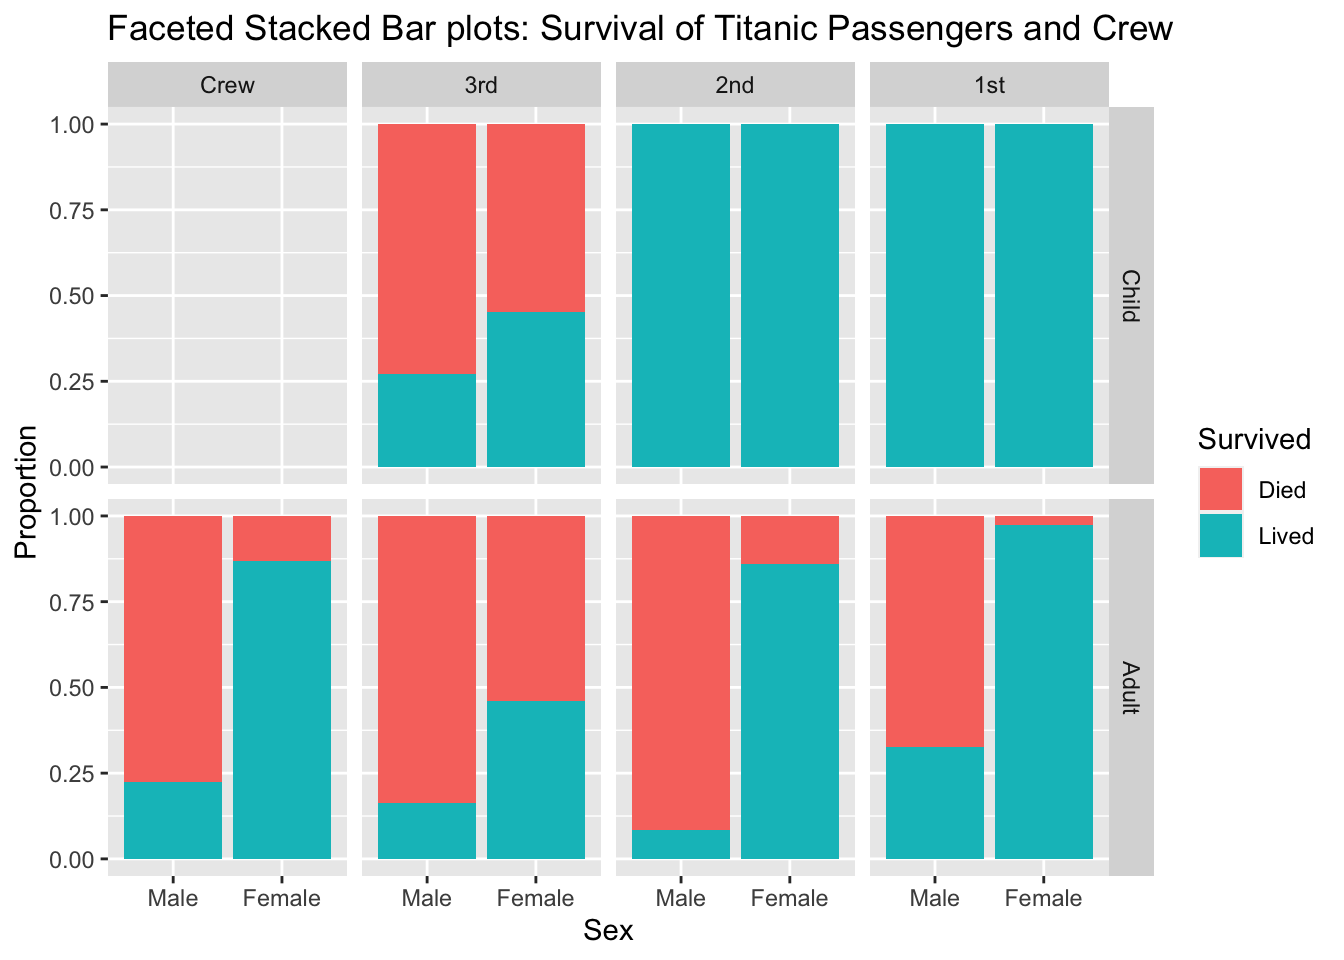 Faceted Stacked Bar plots: Survival of Titanic Passengers and Crew
Crew
3rd
2nd
1st
1.00
0.75
0.50
0.25
0.00
Child
1.00
0.75
0.50
0.25
0.00
Adult
Proportion
Male
Female
Male
Female
Male
Female
Male
Female
Sex
Survived
Died
Lived